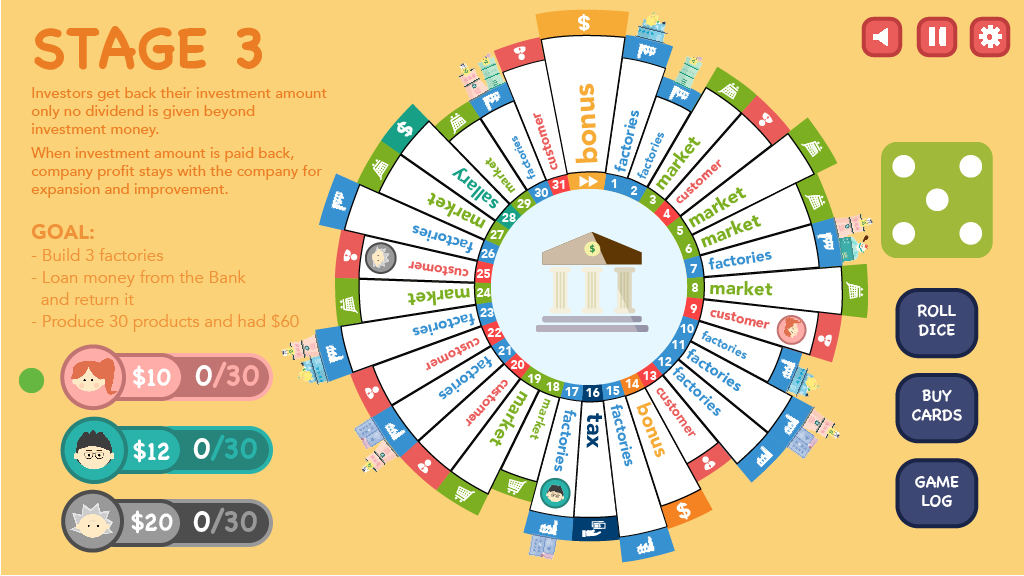 STAGE 3
Investors get back their investment amount
only no dividend is given beyond
investment money.
When investment amount is paid back,
company profit stays with the company for
expansion and improvement.
GOAL:
- Build 3 factories
- Loan money from the Bank
and return it
- Produce 30 products and had $60
$10 0/30
$12 0/30
$20 0/30
$
bonus
1 factories
2 factories
3 market
4 customer
5 market
6 market
7 factories
8 market
9 customer
10 factories
11 factories
12 factories
13 customer
14 bonus
$
15 factories
16 tax
17 factories
18 market
19 market
20 customer
21 factories
22 customer
23 factories
24 market
25 customer
26 factories
27 market
28 sallary
$
29 market
30 factories
31 customer
$
ROLL
DICE
BUY
CARDS
GAME
LOG